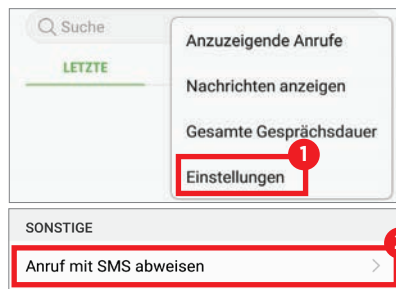 Suche
LETZTE
Anzuzeigende Anrufe
Nachrichten anzeigen
Gesamte Gesprächsdauer
1
Einstellungen
SONSTIGE
Anruf mit SMS abweisen